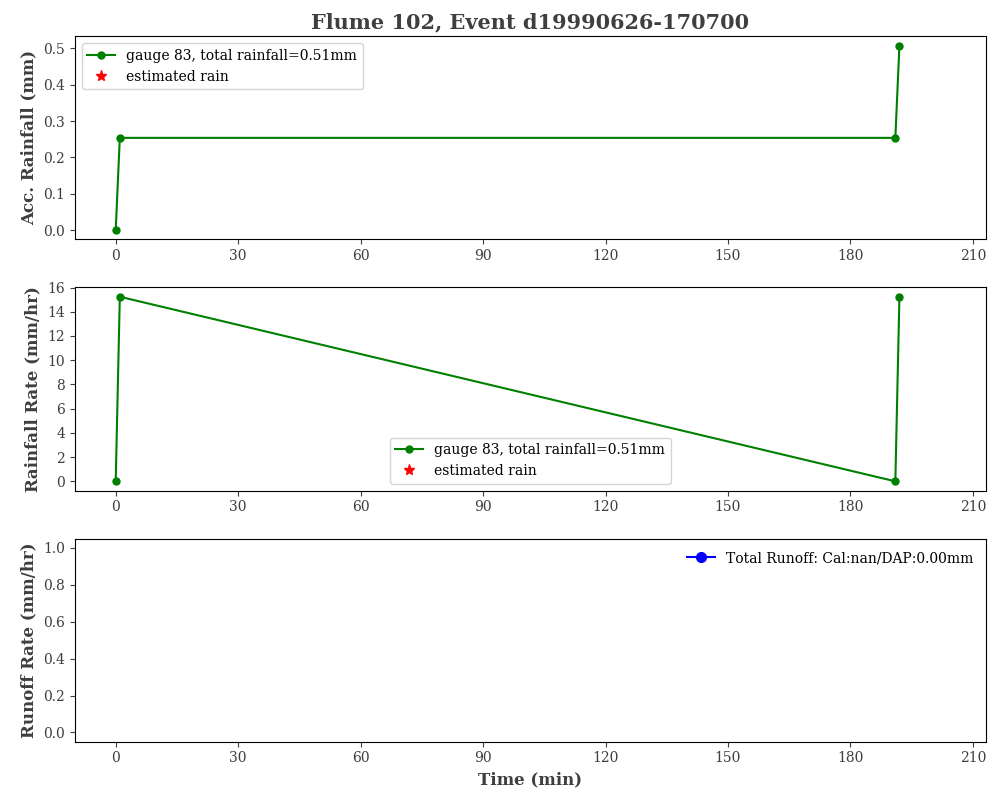 Flume 102, Event d19990626-170700
Acc. Rainfall (mm)
0.5
0.4
0.3
0.2
0.1
0.0
gauge 83, total rainfall=0.51mm
estimated rain
0 30 60 90 120 150 180 210
Rainfall Rate (mm/hr)
16
14
12
10
8
6
4
2
0
gauge 83, total rainfall=0.51mm
estimated rain
0 30 60 90 120 150 180 210
Runoff Rate (mm/hr)
1.0
0.8
0.6
0.4
0.2
0.0
Total Runoff: Cal:nan/DAP:0.00mm
0 30 60 90 120 150 180 210
Time (min)